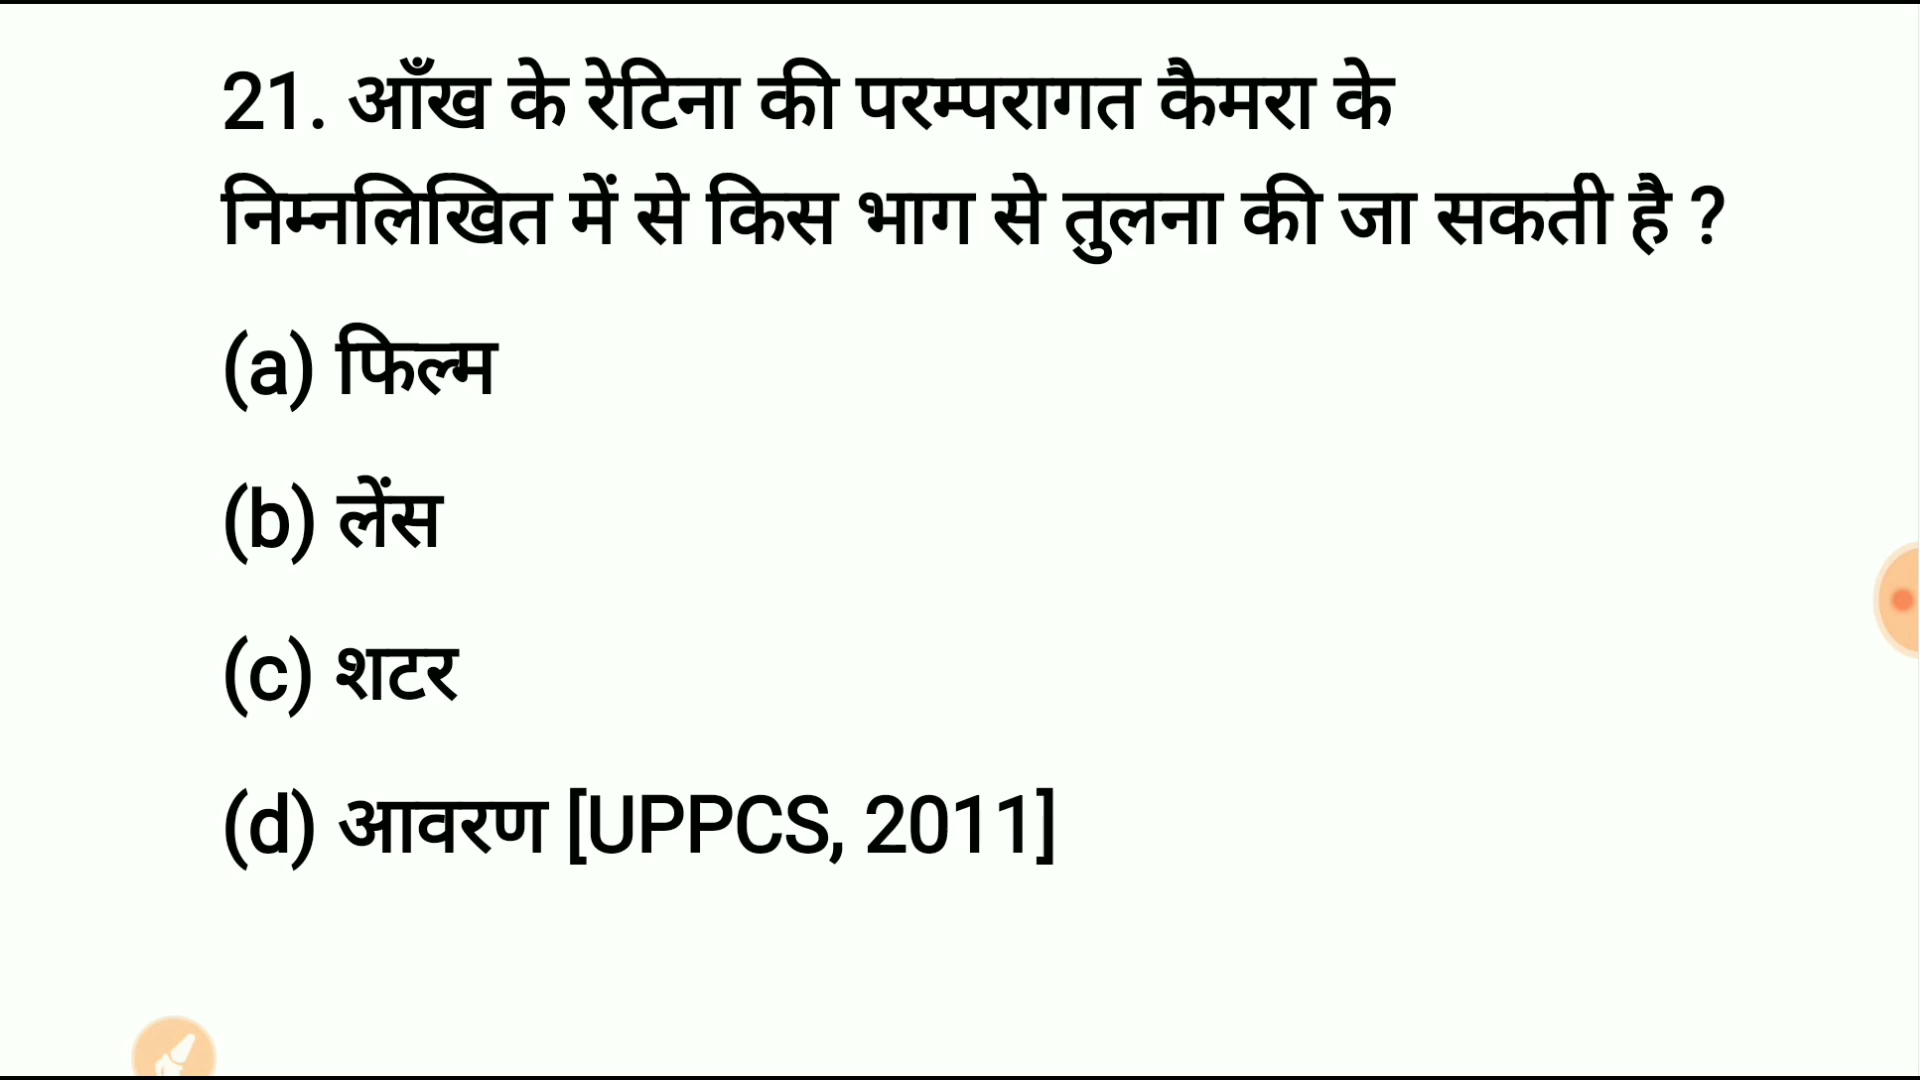 21. आँख के रेटिना की परम्परागत कैमरा के
निम्नलिखित में से किस भाग से तुलना की जा सकती है ?
(a) फिल्म
(b) लेंस
(c) शटर
(d) आवरण [UPPCS, 2011]